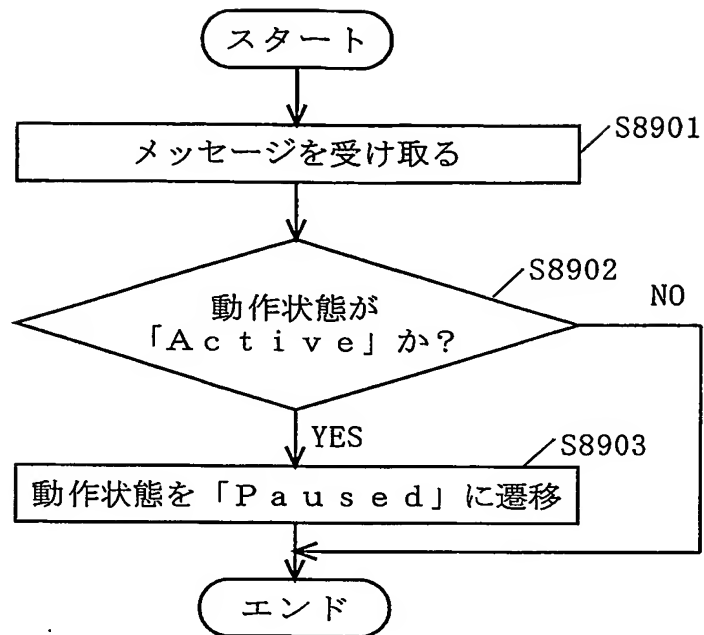 スタート
メッセージを受け取る
S8901
S8902
動作状態が
「Active」か？
NO
YES
S8903
動作状態を「Paused」に遷移
エンド